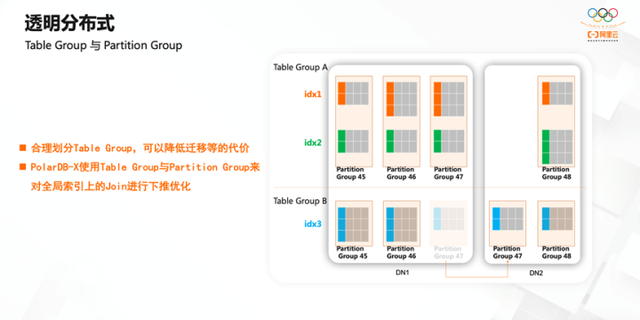 透明分布式
Table Group 与 Partition Group
阿里云
合理划分Table Group，可以降低迁移等的代价
PolarDB-X使用Table Group与Partition Group来
对全局索引上的Join进行下推优化
Table Group A
idx1
idx2
Partition Group 45
Partition Group 46
Partition Group 47
Partition Group 48
Table Group B
idx3
Partition Group 45
Partition Group 46
Partition Group 47
Partition Group 47
Partition Group 48
DN1
DN2